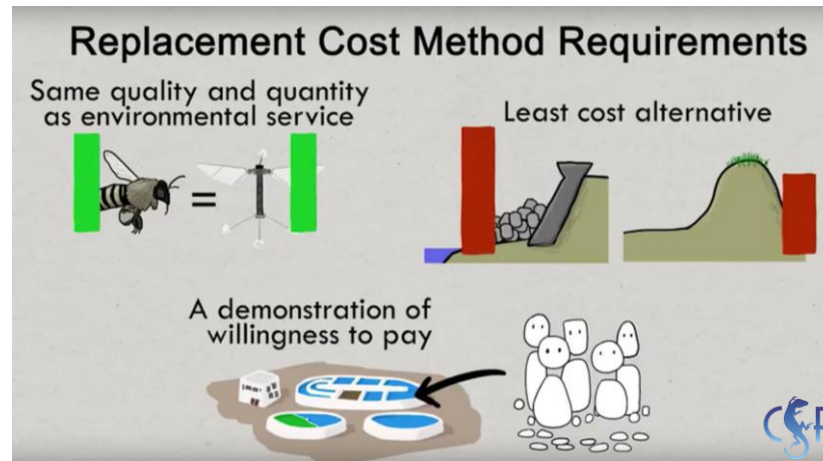 Replacement Cost Method Requirements
Same quality and quantity
as environmental service
Least cost alternative
A demonstration of
willingness to pay